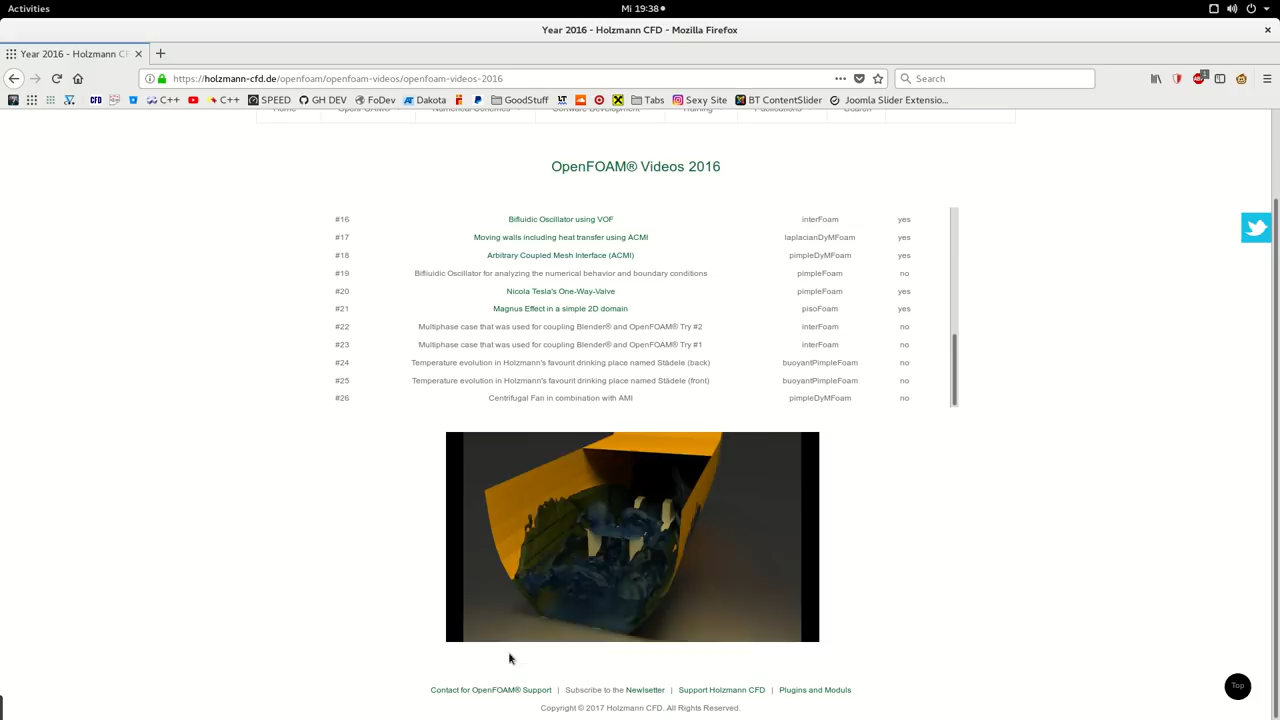 Activities
Mi 19:38
Year 2016 - Holzmann CFD - Mozilla Firefox
Year 2016 - Holzmann CF
https://holzmann-cfd.de/openfoam/openfoam-videos/openfoam-videos-2016
Search
1
CFD C++ C++ SPEED GH DEV FoDev Dakota GoodStuff LT Tabs Sexy Site BT ContentSlider Joomla Slider Extensio...
OpenFOAM® Videos 2016
#16 Bifluidic Oscillator using VOF interFoam yes
#17 Moving walls including heat transfer using ACMI laplacianDyMFoam yes
#18 Arbitrary Coupled Mesh Interface (ACMI) pimpleDyMFoam yes
#19 Bifliuidic Oscillator for analyzing the numerical behavior and boundary conditions pimpleFoam no
#20 Nicola Tesla's One-Way-Valve pimpleFoam yes
#21 Magnus Effect in a simple 2D domain pisoFoam yes
#22 Multiphase case that was used for coupling Blender® and OpenFOAM® Try #2 interFoam no
#23 Multiphase case that was used for coupling Blender® and OpenFOAM® Try #1 interFoam no
#24 Temperature evolution in Holzmann's favourit drinking place named Städele (back) buoyantPimpleFoam no
#25 Temperature evolution in Holzmann's favourit drinking place named Städele (front) buoyantPimpleFoam no
#26 Centrifugal Fan in combination with AMI pimpleDyMFoam no
Contact for OpenFOAM® Support | Subscribe to the Newlsetter | Support Holzmann CFD | Plugins and Moduls
Top
Copyright © 2017 Holzmann CFD. All Rights Reserved.